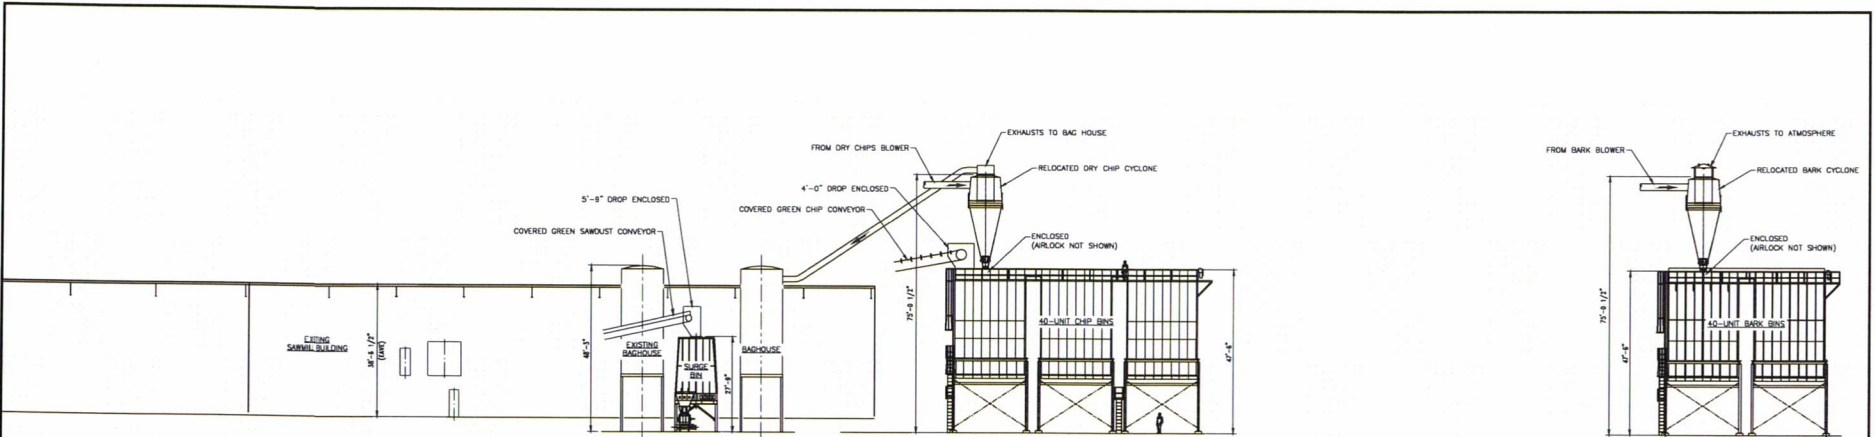 EXHAUSTS TO BAG HOUSE
FROM DRY CHIPS BLOWER
RELOCATED DRY CHIP CYCLONE
4'-0" DROP ENCLOSED
5'-9" DROP ENCLOSED
COVERED GREEN CHIP CONVEYOR
COVERED GREEN SAWDUST CONVEYOR
ENCLOSED
(AIRLOCK NOT SHOWN)
EXHAUSTS TO ATMOSPHERE
FROM BARK BLOWER
RELOCATED BARK CYCLONE
ENCLOSED
(AIRLOCK NOT SHOWN)
EXITING
SAWMILL BUILDING
38'-6 1/2"
(EAVE)
48'-3"
EXISTING
BAGHOUSE
SURGE
BIN
27'-9"
BAGHOUSE
75'-0 1/2"
40-UNIT CHIP BINS
47'-6"
75'-0 1/2"
47'-6"
40-UNIT BARK BINS